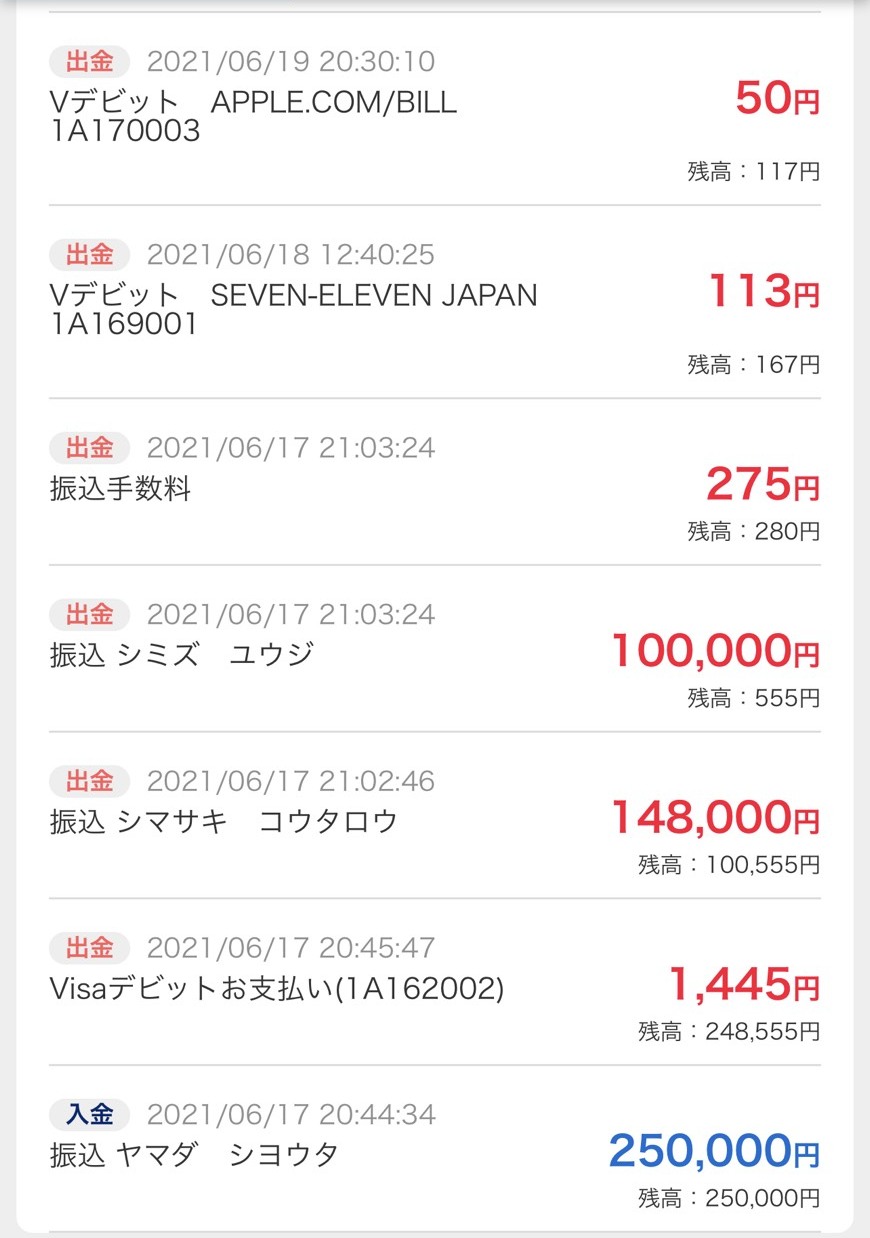 出金 2021/06/19 20:30:10
Vデビット　APPLE.COM/BILL
1A170003
50円
残高：117円
出金 2021/06/18 12:40:25
Vデビット　SEVEN-ELEVEN JAPAN
1A169001
113円
残高：167円
出金 2021/06/17 21:03:24
振込手数料
275円
残高：280円
出金 2021/06/17 21:03:24
振込 シミズ　ユウジ
100,000円
残高：555円
出金 2021/06/17 21:02:46
振込 シマサキ　コウタロウ
148,000円
残高：100,555円
出金 2021/06/17 20:45:47
Visaデビットお支払い(1A162002)
1,445円
残高：248,555円
入金 2021/06/17 20:44:34
振込 ヤマダ　シヨウタ
250,000円
残高：250,000円